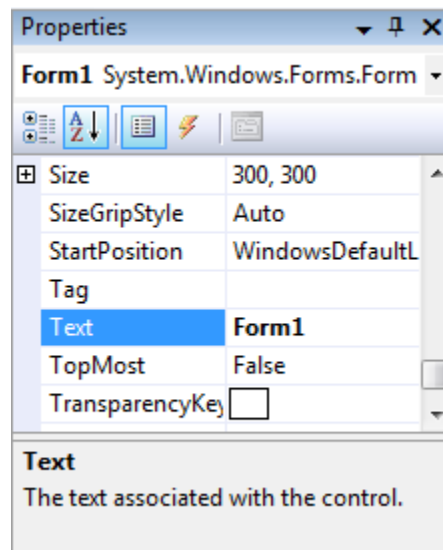 Properties
Form1 System.Windows.Forms.Form
Size 300, 300
SizeGripStyle Auto
StartPosition WindowsDefaultL
Tag
Text Form1
TopMost False
TransparencyKey
Text
The text associated with the control.